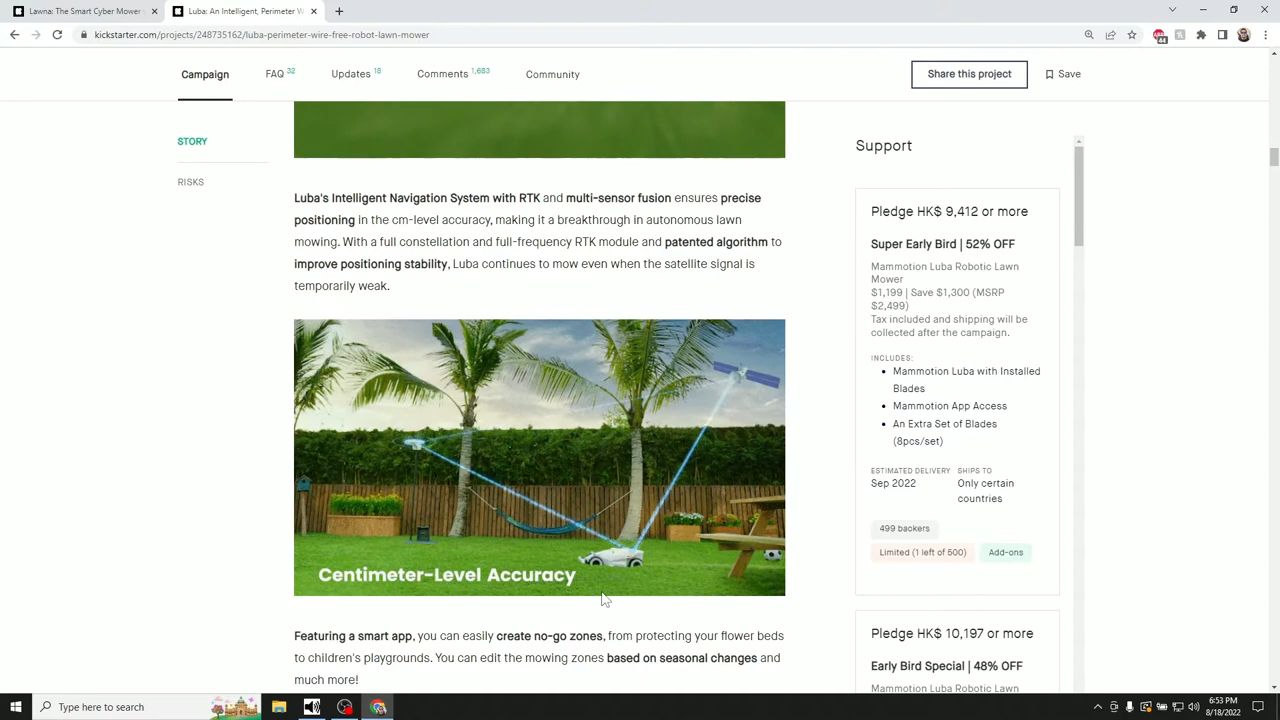 Lawna: The Smart Cyber Mower
Luba: An Intelligent, Perimeter W
kickstarter.com/projects/248735162/luba-perimeter-wire-free-robot-lawn-mower
44
Campaign
FAQ 32
Updates 18
Comments 1,683
Community
Share this project
Save
STORY
RISKS
Luba's Intelligent Navigation System with RTK and multi-sensor fusion ensures precise
positioning in the cm-level accuracy, making it a breakthrough in autonomous lawn
mowing. With a full constellation and full-frequency RTK module and patented algorithm to
improve positioning stability, Luba continues to mow even when the satellite signal is
temporarily weak.
Centimeter-Level Accuracy
Featuring a smart app, you can easily create no-go zones, from protecting your flower beds
to children's playgrounds. You can edit the mowing zones based on seasonal changes and
much more!
Support
Pledge HK$ 9,412 or more
Super Early Bird | 52% OFF
Mammotion Luba Robotic Lawn
Mower
$1,199 | Save $1,300 (MSRP
$2,499)
Tax included and shipping will be
collected after the campaign.
INCLUDES:
• Mammotion Luba with Installed
Blades
• Mammotion App Access
• An Extra Set of Blades
(8pcs/set)
ESTIMATED DELIVERY
Sep 2022
SHIPS TO
Only certain
countries
499 backers
Limited (1 left of 500)
Add-ons
Pledge HK$ 10,197 or more
Early Bird Special | 48% OFF
Mammotion Luba Robotic Lawn
Type here to search
6:53 PM
8/18/2022